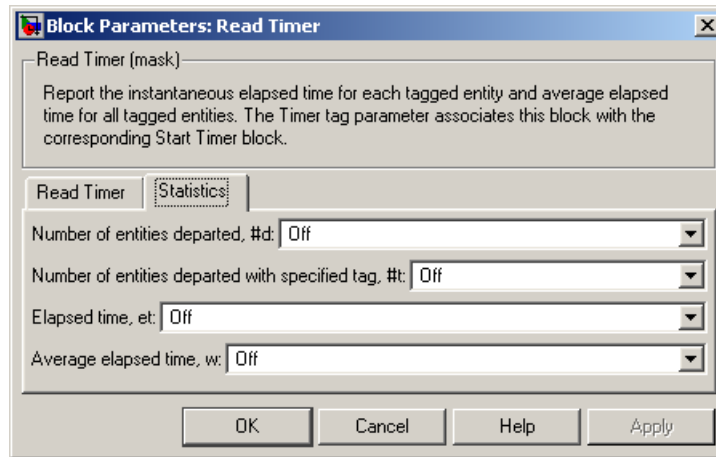 Block Parameters: Read Timer
Read Timer (mask)
Report the instantaneous elapsed time for each tagged entity and average elapsed
time for all tagged entities. The Timer tag parameter associates this block with the
corresponding Start Timer block.
Read Timer Statistics
Number of entities departed, #d: Off
Number of entities departed with specified tag, #t: Off
Elapsed time, et: Off
Average elapsed time, w: Off
OK Cancel Help Apply